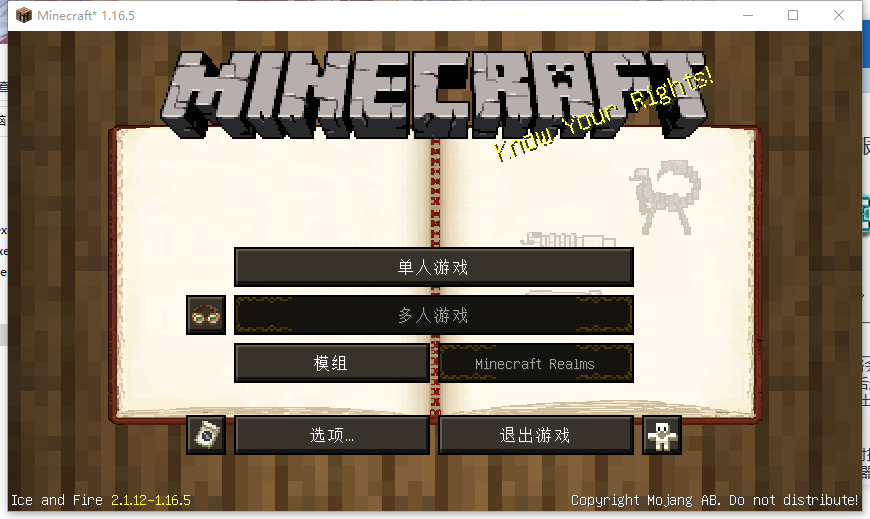 Minecraft* 1.16.5
MINECRAFT
Know Your Rights!
单人游戏
多人游戏
模组
Minecraft Realms
选项...
退出游戏
Ice and Fire 2.1.12-1.16.5
Copyright Mojang AB. Do not distribute!